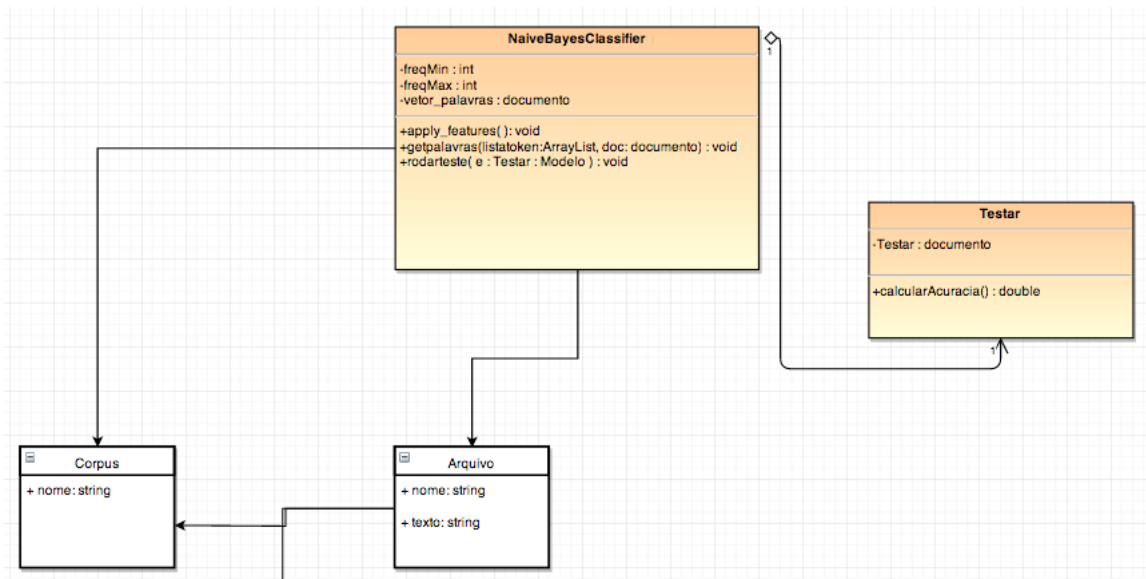 NaiveBayesClassifier
-freqMin : int
-freqMax : int
-vetor_palavras : documento
+apply_features( ): void
+getpalavras(listatoken:ArrayList, doc: documento) : void
+rodarteste( e : Testar : Modelo ) : void
1
Testar
-Testar : documento
+calcularAcuracia() : double
1
Corpus
+ nome: string
Arquivo
+ nome: string
+ texto: string